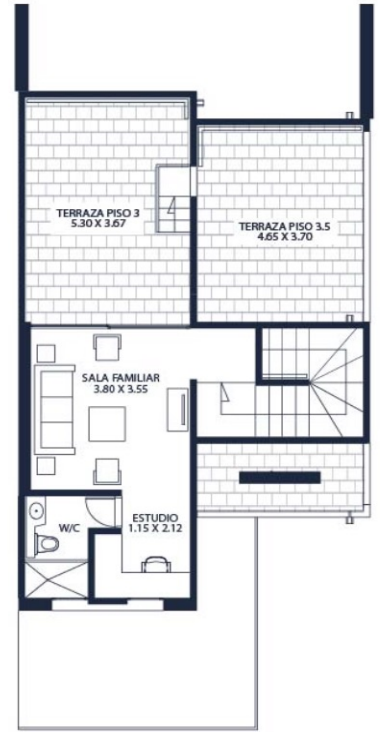 TERRAZA PISO 3
5.30 X 3.67
TERRAZA PISO 3.5
4.65 X 3.70
SALA FAMILIAR
3.80 X 3.55
W/C
ESTUDIO
1.15 X 2.12